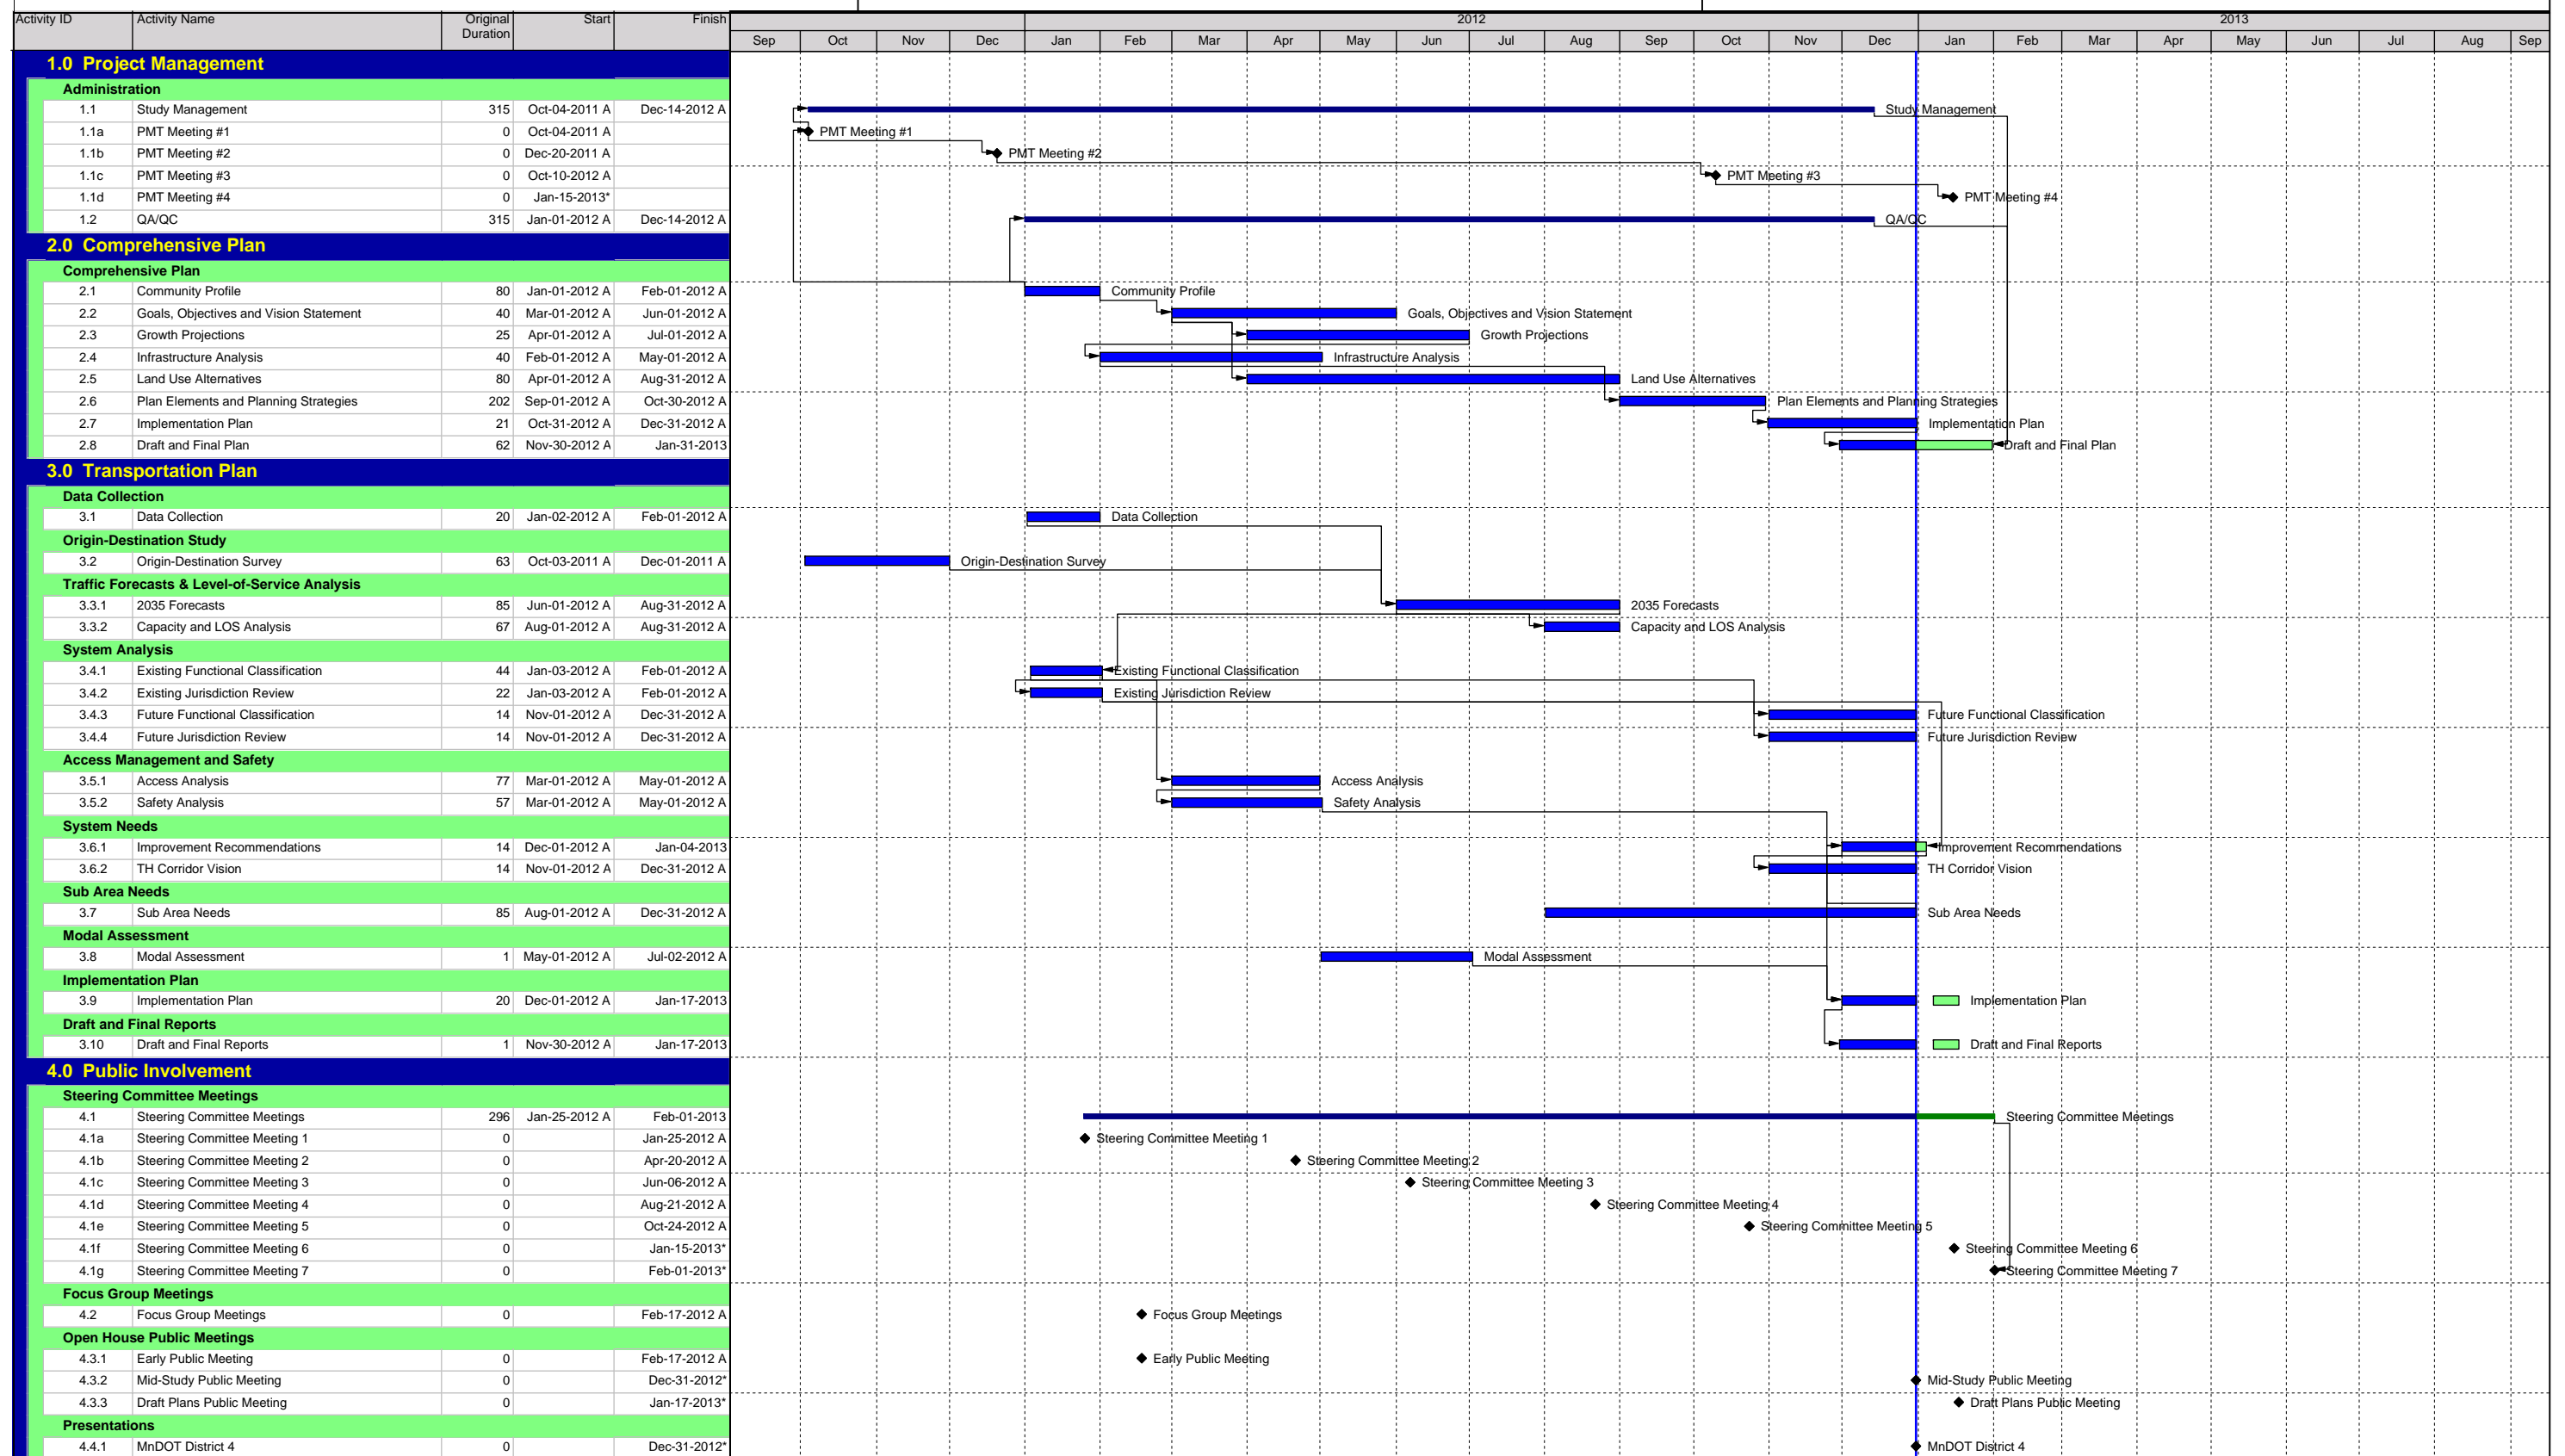 Activity ID Activity Name Original Duration Start Finish 2012 2013
Sep Oct Nov Dec Jan Feb Mar Apr May Jun Jul Aug Sep Oct Nov Dec Jan Feb Mar Apr May Jun Jul Aug Sep
1.0 Project Management
Administration
1.1 Study Management 315 Oct-04-2011 A Dec-14-2012 A Study Management
1.1a PMT Meeting #1 0 Oct-04-2011 A PMT Meeting #1
1.1b PMT Meeting #2 0 Dec-20-2011 A PMT Meeting #2
1.1c PMT Meeting #3 0 Oct-10-2012 A PMT Meeting #3
1.1d PMT Meeting #4 0 Jan-15-2013* PMT Meeting #4
1.2 QA/QC 315 Jan-01-2012 A Dec-14-2012 A QA/QC
2.0 Comprehensive Plan
Comprehensive Plan
2.1 Community Profile 80 Jan-01-2012 A Feb-01-2012 A Community Profile
2.2 Goals, Objectives and Vision Statement 40 Mar-01-2012 A Jun-01-2012 A Goals, Objectives and Vision Statement
2.3 Growth Projections 25 Apr-01-2012 A Jul-01-2012 A Growth Projections
2.4 Infrastructure Analysis 40 Feb-01-2012 A May-01-2012 A Infrastructure Analysis
2.5 Land Use Alternatives 80 Apr-01-2012 A Aug-31-2012 A Land Use Alternatives
2.6 Plan Elements and Planning Strategies 202 Sep-01-2012 A Oct-30-2012 A Plan Elements and Planning Strategies
2.7 Implementation Plan 21 Oct-31-2012 A Dec-31-2012 A Implementation Plan
2.8 Draft and Final Plan 62 Nov-30-2012 A Jan-31-2013 Draft and Final Plan
3.0 Transportation Plan
Data Collection
3.1 Data Collection 20 Jan-02-2012 A Feb-01-2012 A Data Collection
Origin-Destination Study
3.2 Origin-Destination Survey 63 Oct-03-2011 A Dec-01-2011 A Origin-Destination Survey
Traffic Forecasts & Level-of-Service Analysis
3.3.1 2035 Forecasts 85 Jun-01-2012 A Aug-31-2012 A 2035 Forecasts
3.3.2 Capacity and LOS Analysis 67 Aug-01-2012 A Aug-31-2012 A Capacity and LOS Analysis
System Analysis
3.4.1 Existing Functional Classification 44 Jan-03-2012 A Feb-01-2012 A Existing Functional Classification
3.4.2 Existing Jurisdiction Review 22 Jan-03-2012 A Feb-01-2012 A Existing Jurisdiction Review
3.4.3 Future Functional Classification 14 Nov-01-2012 A Dec-31-2012 A Future Functional Classification
3.4.4 Future Jurisdiction Review 14 Nov-01-2012 A Dec-31-2012 A Future Jurisdiction Review
Access Management and Safety
3.5.1 Access Analysis 77 Mar-01-2012 A May-01-2012 A Access Analysis
3.5.2 Safety Analysis 57 Mar-01-2012 A May-01-2012 A Safety Analysis
System Needs
3.6.1 Improvement Recommendations 14 Dec-01-2012 A Jan-04-2013 Improvement Recommendations
3.6.2 TH Corridor Vision 14 Nov-01-2012 A Dec-31-2012 A TH Corridor Vision
Sub Area Needs
3.7 Sub Area Needs 85 Aug-01-2012 A Dec-31-2012 A Sub Area Needs
Modal Assessment
3.8 Modal Assessment 1 May-01-2012 A Jul-02-2012 A Modal Assessment
Implementation Plan
3.9 Implementation Plan 20 Dec-01-2012 A Jan-17-2013 Implementation Plan
Draft and Final Reports
3.10 Draft and Final Reports 1 Nov-30-2012 A Jan-17-2013 Draft and Final Reports
4.0 Public Involvement
Steering Committee Meetings
4.1 Steering Committee Meetings 296 Jan-25-2012 A Feb-01-2013 Steering Committee Meetings
4.1a Steering Committee Meeting 1 0 Jan-25-2012 A Steering Committee Meeting 1
4.1b Steering Committee Meeting 2 0 Apr-20-2012 A Steering Committee Meeting 2
4.1c Steering Committee Meeting 3 0 Jun-06-2012 A Steering Committee Meeting 3
4.1d Steering Committee Meeting 4 0 Aug-21-2012 A Steering Committee Meeting 4
4.1e Steering Committee Meeting 5 0 Oct-24-2012 A Steering Committee Meeting 5
4.1f Steering Committee Meeting 6 0 Jan-15-2013* Steering Committee Meeting 6
4.1g Steering Committee Meeting 7 0 Feb-01-2013* Steering Committee Meeting 7
Focus Group Meetings
4.2 Focus Group Meetings 0 Feb-17-2012 A Focus Group Meetings
Open House Public Meetings
4.3.1 Early Public Meeting 0 Feb-17-2012 A Early Public Meeting
4.3.2 Mid-Study Public Meeting 0 Dec-31-2012* Mid-Study Public Meeting
4.3.3 Draft Plans Public Meeting 0 Jan-17-2013* Draft Plans Public Meeting
Presentations
4.4.1 MnDOT District 4 0 Dec-31-2012* MnDOT District 4